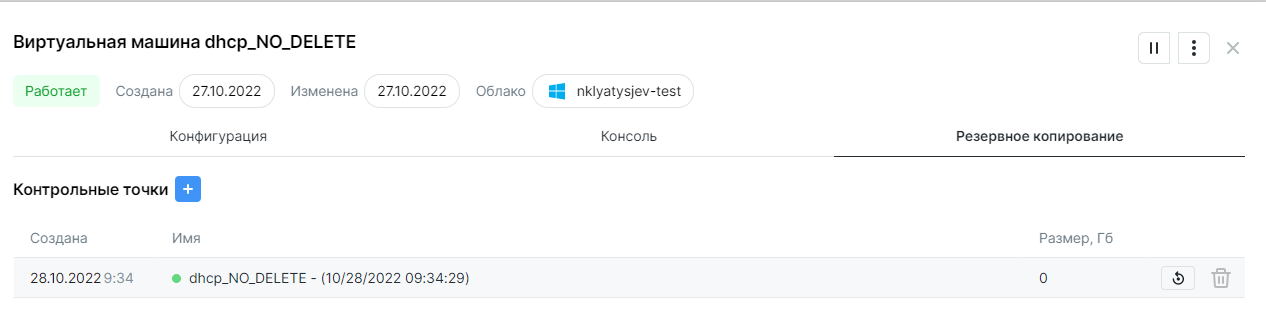 Виртуальная машина dhcp_NO_DELETE
Работает Создана 27.10.2022 Изменена 27.10.2022 Облако nklyatysjev-test
Конфигурация Консоль Резервное копирование
Контрольные точки +
Создана Имя Размер, Гб
28.10.2022 9:34 dhcp_NO_DELETE - (10/28/2022 09:34:29) 0